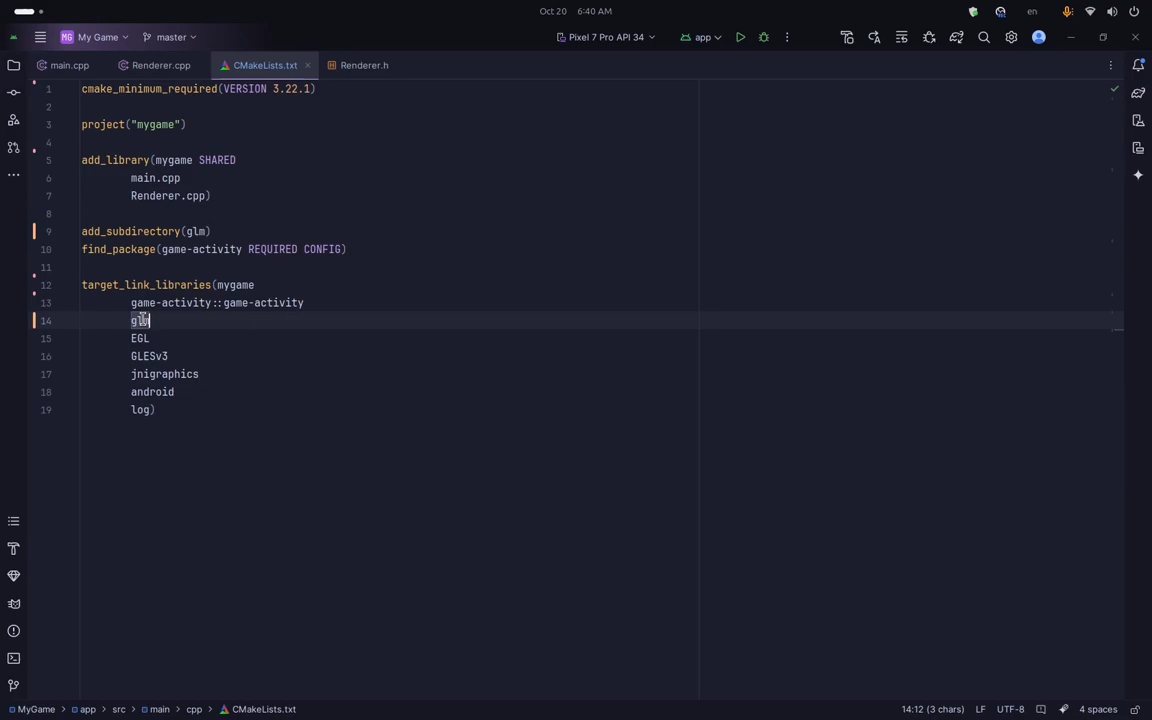 Oct 20 6:40 AM
en
MG My Game master Pixel 7 Pro API 34 app
main.cpp Renderer.cpp CMakeLists.txt Renderer.h
1 cmake_minimum_required(VERSION 3.22.1)
2
3 project("mygame")
4
5 add_library(mygame SHARED
6 main.cpp
7 Renderer.cpp)
8
9 add_subdirectory(glm)
10 find_package(game-activity REQUIRED CONFIG)
11
12 target_link_libraries(mygame
13 game-activity::game-activity
14 glm
15 EGL
16 GLESv3
17 jnigraphics
18 android
19 log)
MyGame > app > src > main > cpp > CMakeLists.txt 14:12 (3 chars) LF UTF-8 4 spaces